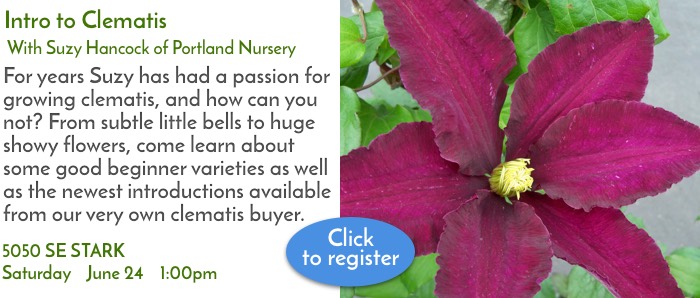 Intro to Clematis
With Suzy Hancock of Portland Nursery
For years Suzy has had a passion for
growing clematis, and how can you
not? From subtle little bells to huge
showy flowers, come learn about
some good beginner varieties as well
as the newest introductions available
from our very own clematis buyer.
5050 SE STARK
Saturday June 24 1:00pm
Click
to register